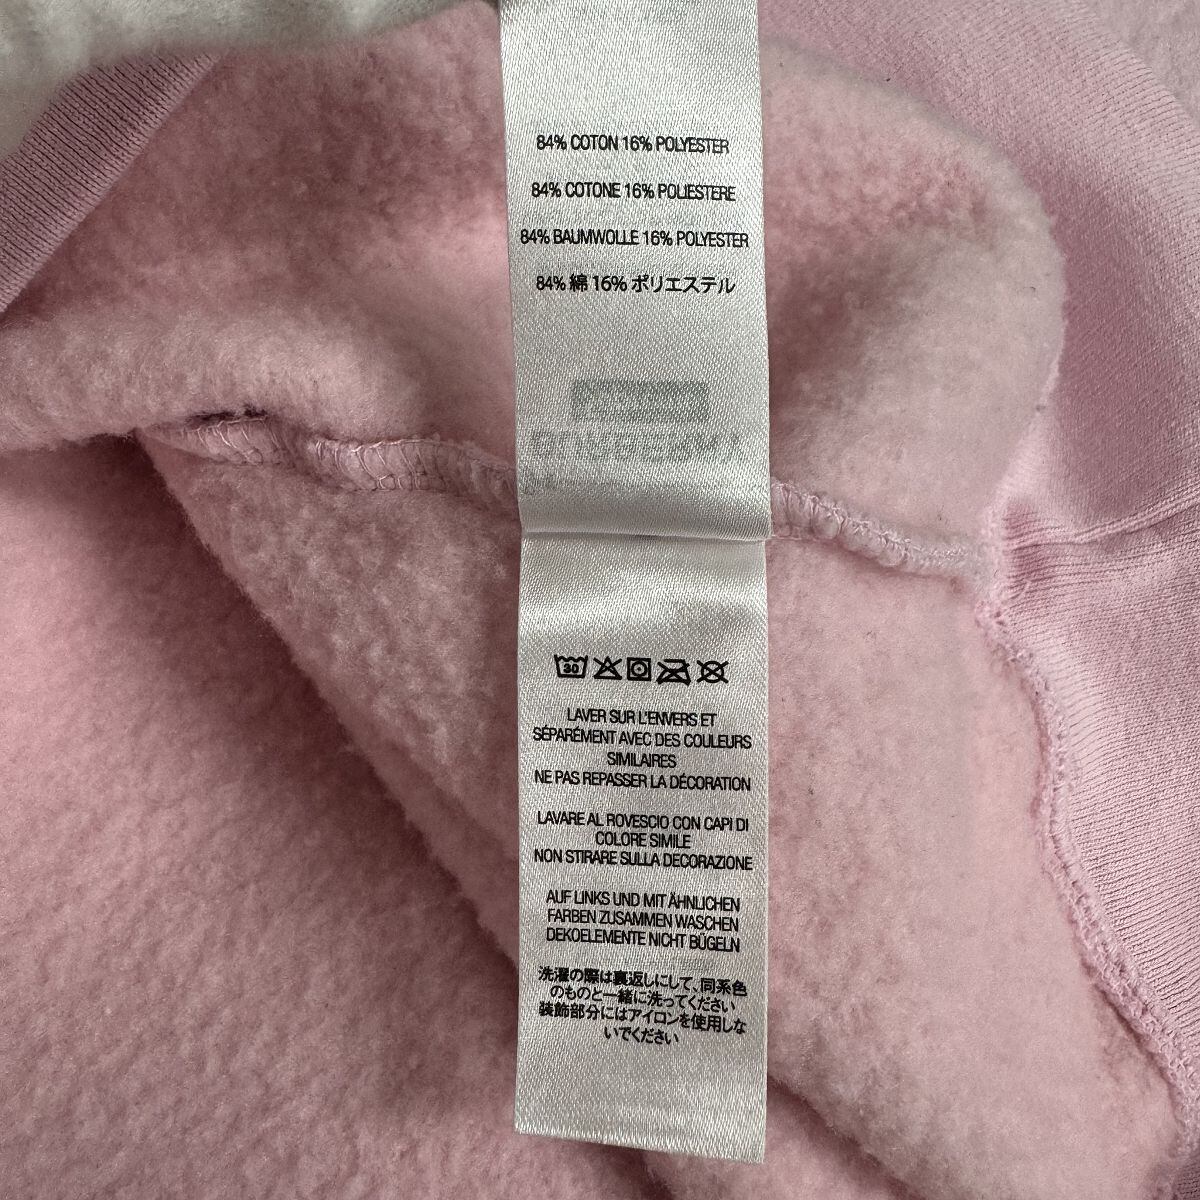 84% COTON 16% POLYESTER
84% COTONE 16% POLIESTERE
84% BAUMWOLLE 16% POLYESTER
84% 綿 16% ポリエステル
30
LAVER SUR L'ENVERS ET
SÉPARÉMENT AVEC DES COULEURS
SIMILAIRES
NE PAS REPASSER LA DÉCORATION
LAVARE AL ROVESCIO CON CAPI DI
COLORE SIMILE
NON STIRARE SULLA DECORAZIONE
AUF LINKS UND MIT ÄHNLICHEN
FARBEN ZUSAMMEN WASCHEN
DEKOELEMENTE NICHT BÜGELN
洗濯の際は裏返しにして、同系色
のものと一緒に洗ってください
装飾部分にはアイロンを使用しな
いでください